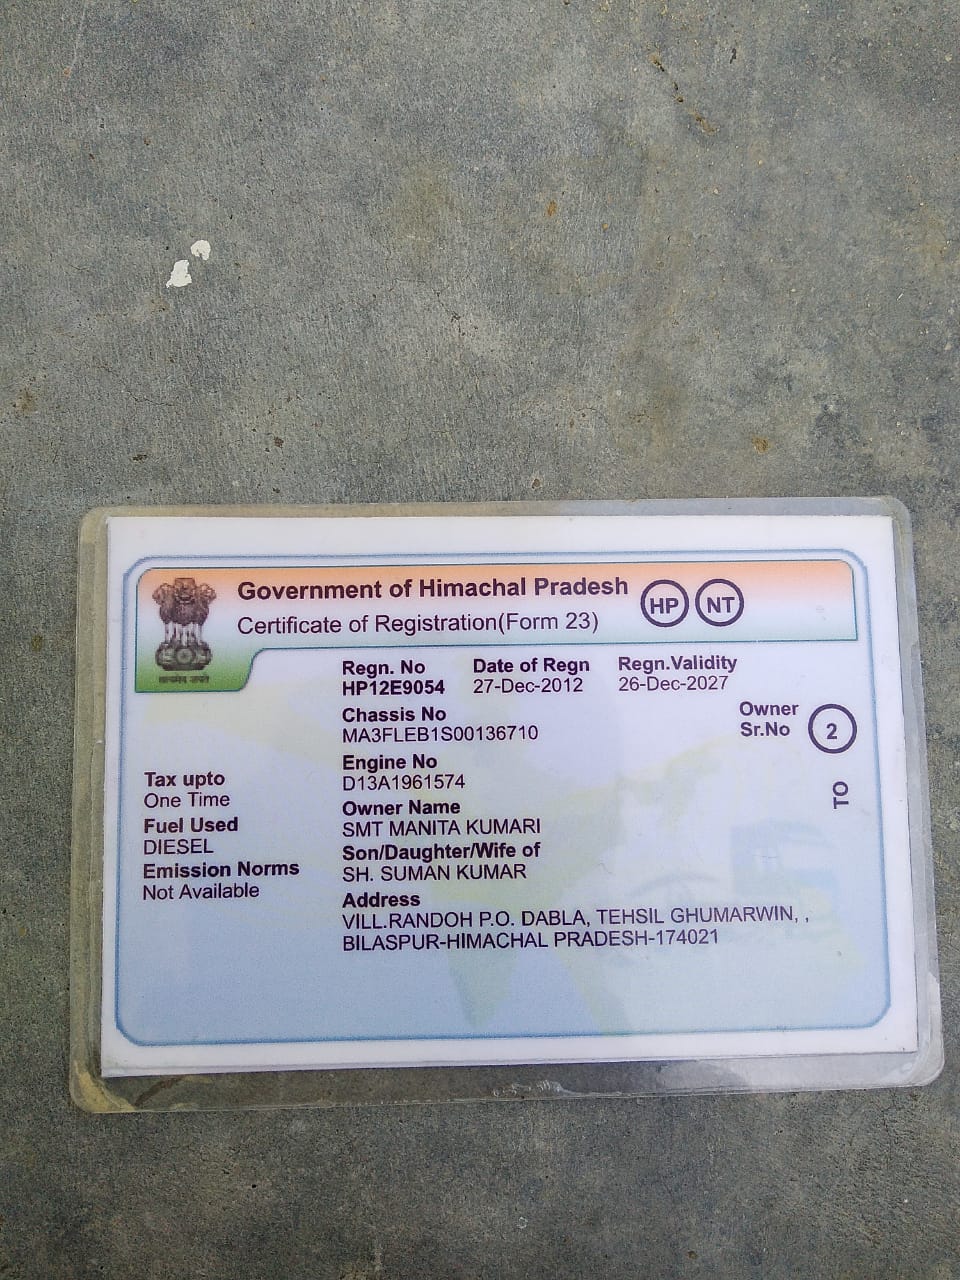 Government of Himachal Pradesh HP NT
Certificate of Registration(Form 23)
सत्यमेव जयते
Regn. No Date of Regn Regn.Validity
HP12E9054 27-Dec-2012 26-Dec-2027
Chassis No
MA3FLEB1S00136710
Owner
Sr.No 2
TO
Engine No
D13A1961574
Tax upto
One Time
Fuel Used
DIESEL
Emission Norms
Not Available
Owner Name
SMT MANITA KUMARI
Son/Daughter/Wife of
SH. SUMAN KUMAR
Address
VILL.RANDOH P.O. DABLA, TEHSIL GHUMARWIN, ,
BILASPUR-HIMACHAL PRADESH-174021